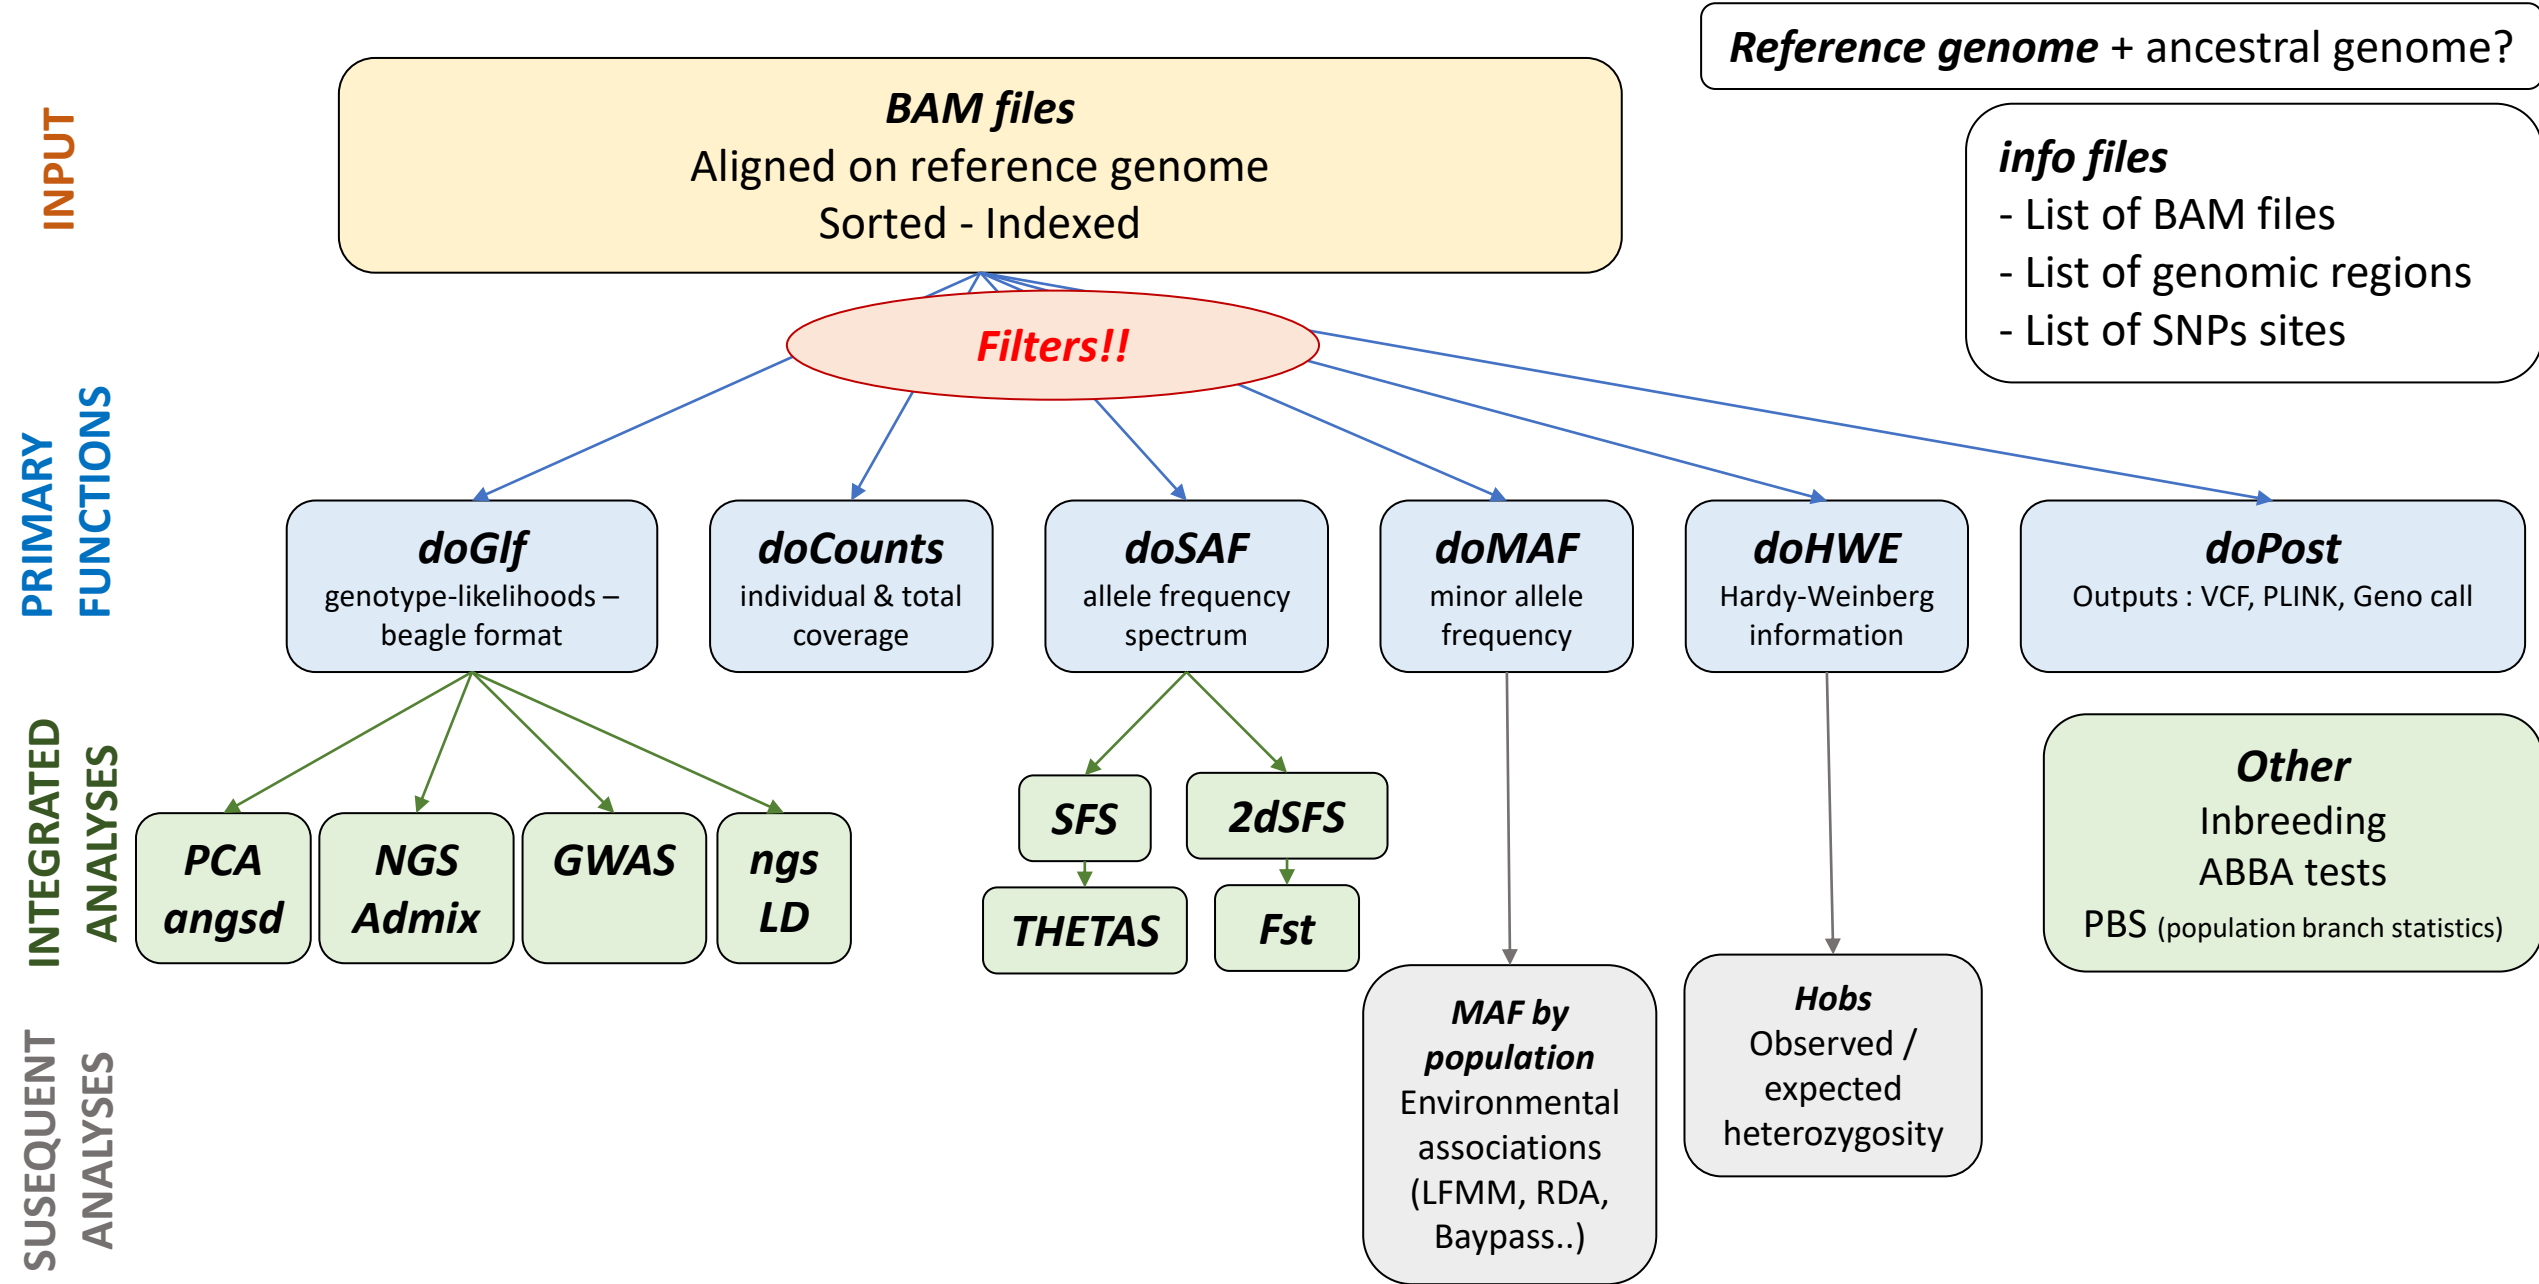 Reference genome + ancestral genome?
INPUT
BAM files
Aligned on reference genome
Sorted - Indexed
info files
- List of BAM files
- List of genomic regions
- List of SNPs sites
Filters!!
PRIMARY
FUNCTIONS
doGlf
genotype-likelihoods –
beagle format
doCounts
individual & total
coverage
doSAF
allele frequency
spectrum
doMAF
minor allele
frequency
doHWE
Hardy-Weinberg
information
doPost
Outputs : VCF, PLINK, Geno call
INTEGRATED
ANALYSES
PCA
angsd
NGS
Admix
GWAS
ngs
LD
SFS
THETAS
2dSFS
Fst
Other
Inbreeding
ABBA tests
PBS (population branch statistics)
SUSEQUENT
ANALYSES
MAF by
population
Environmental
associations
(LFMM, RDA,
Baypass..)
Hobs
Observed /
expected
heterozygosity